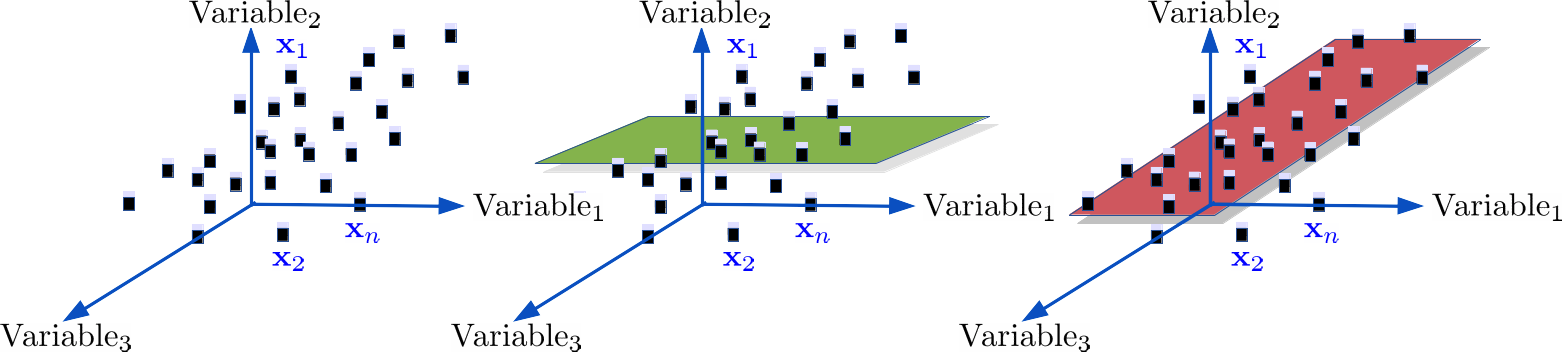 Variable₂ Variable₂ Variable₂
x₁ x₁ x₁
Variable₁ Variable₁ Variable₁
xₙ xₙ xₙ
x₂ x₂ x₂
Variable₃ Variable₃ Variable₃